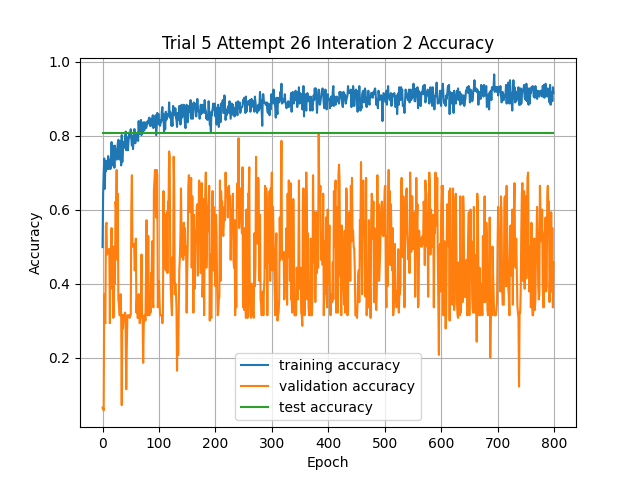 Trial 5 Attempt 26 Interation 2 Accuracy
1.0
0.8
0.6
0.4
0.2
Accuracy
training accuracy
validation accuracy
test accuracy
0 100 200 300 400 500 600 700 800
Epoch